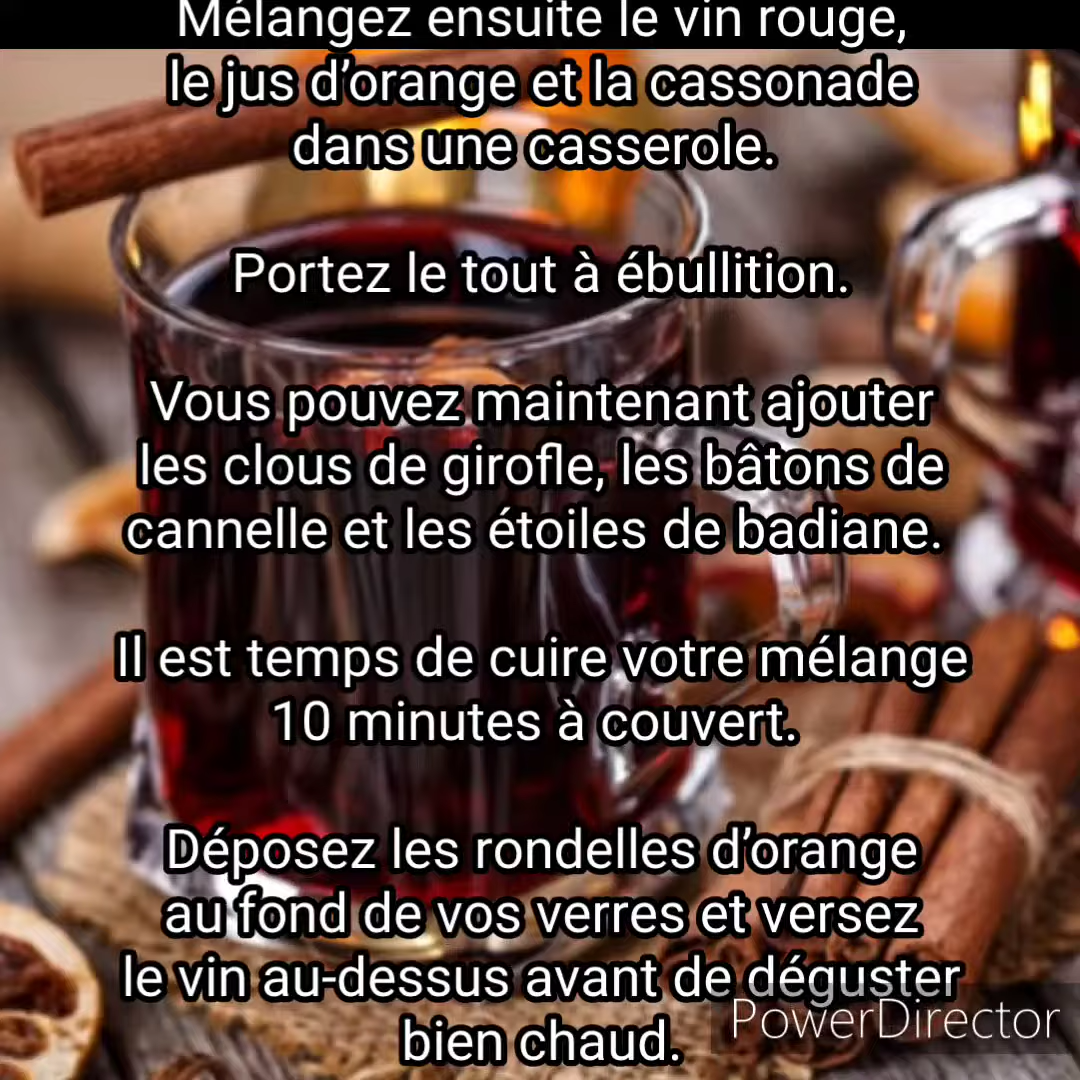 Mélangez ensuite le vin rouge,
le jus d’orange et la cassonade
dans une casserole.
Portez le tout à ébullition.
Vous pouvez maintenant ajouter
les clous de girofle, les bâtons de
cannelle et les étoiles de badiane.
Il est temps de cuire votre mélange
10 minutes à couvert.
Déposez les rondelles d’orange
au fond de vos verres et versez
le vin au-dessus avant de déguster
bien chaud.
PowerDirector